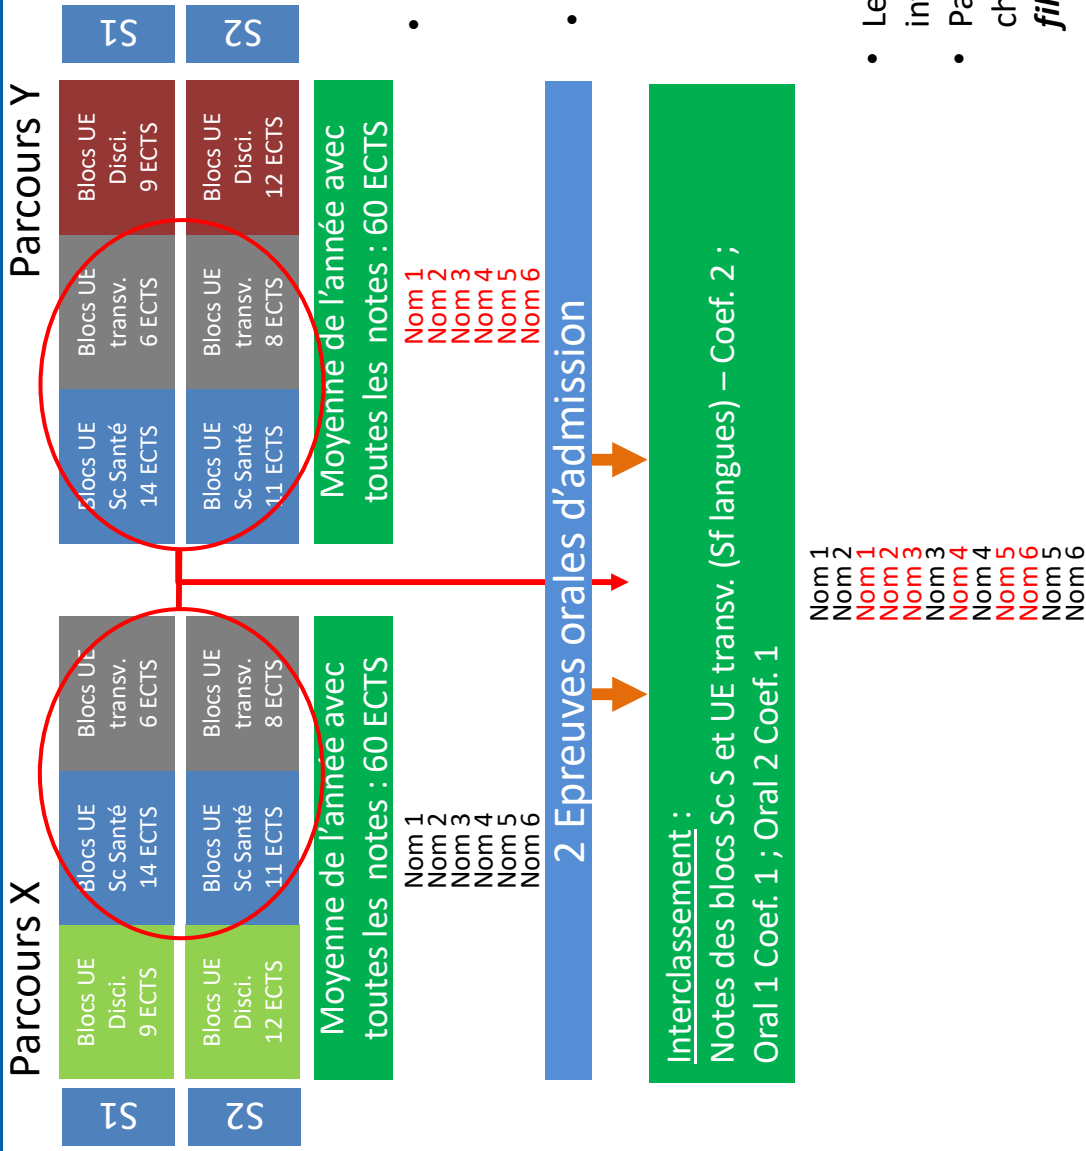 Parcours X
Parcours Y
S1
Blocs UE
Disci.
9 ECTS
Blocs UE
Sc Santé
14 ECTS
Blocs UE
transv.
6 ECTS
Blocs UE
Sc Santé
14 ECTS
Blocs UE
transv.
6 ECTS
Blocs UE
Disci.
9 ECTS
S1
S2
Blocs UE
Disci.
12 ECTS
Blocs UE
Sc Santé
11 ECTS
Blocs UE
transv.
8 ECTS
Blocs UE
Sc Santé
11 ECTS
Blocs UE
transv.
8 ECTS
Blocs UE
Disci.
12 ECTS
S2
Moyenne de l'année avec
toutes les notes : 60 ECTS
Moyenne de l'année avec
toutes les notes : 60 ECTS
Nom 1
Nom 2
Nom 3
Nom 4
Nom 5
Nom 6
Nom 1
Nom 2
Nom 3
Nom 4
Nom 5
Nom 6
•
2 Epreuves orales d'admission
•
Interclassement :
Notes des blocs Sc S et UE transv. (Sf langues) – Coef. 2 ;
Oral 1 Coef. 1 ; Oral 2 Coef. 1
Nom 1
Nom 2
Nom 1
Nom 2
Nom 3
Nom 3
Nom 4
Nom 4
Nom 5
Nom 6
Nom 5
Nom 6
• Le
in
• Pa
ch
fil